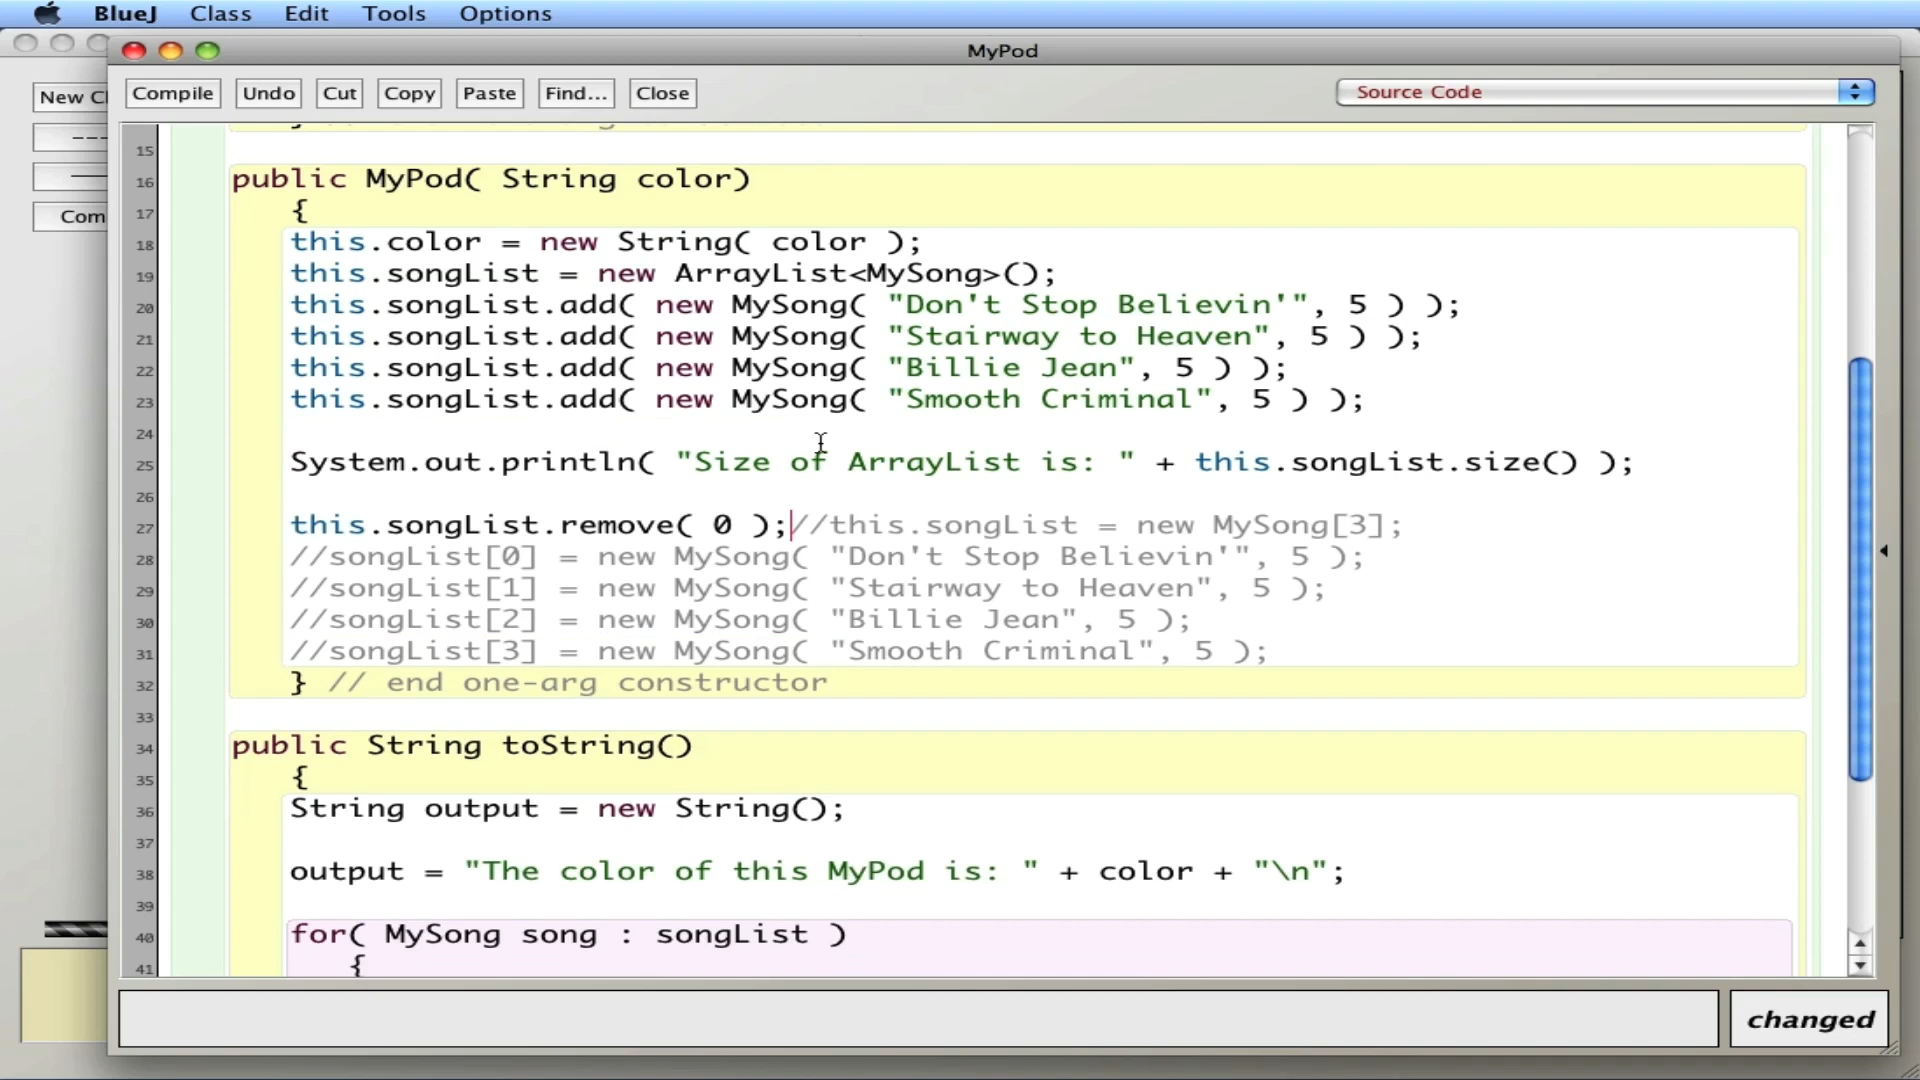 BlueJ Class Edit Tools Options
MyPod
New Cl
Compile Undo Cut Copy Paste Find... Close Source Code
Com
15
16 public MyPod( String color)
17 {
18 this.color = new String( color );
19 this.songList = new ArrayList<MySong>();
20 this.songList.add( new MySong( "Don't Stop Believin'", 5 ) );
21 this.songList.add( new MySong( "Stairway to Heaven", 5 ) );
22 this.songList.add( new MySong( "Billie Jean", 5 ) );
23 this.songList.add( new MySong( "Smooth Criminal", 5 ) );
24
25 System.out.println( "Size of ArrayList is: " + this.songList.size() );
26
27 this.songList.remove( 0 );//this.songList = new MySong[3];
28 //songList[0] = new MySong( "Don't Stop Believin'", 5 );
29 //songList[1] = new MySong( "Stairway to Heaven", 5 );
30 //songList[2] = new MySong( "Billie Jean", 5 );
31 //songList[3] = new MySong( "Smooth Criminal", 5 );
32 } // end one-arg constructor
33
34 public String toString()
35 {
36 String output = new String();
37
38 output = "The color of this MyPod is: " + color + "\n";
39
40 for( MySong song : songList )
41 {
changed